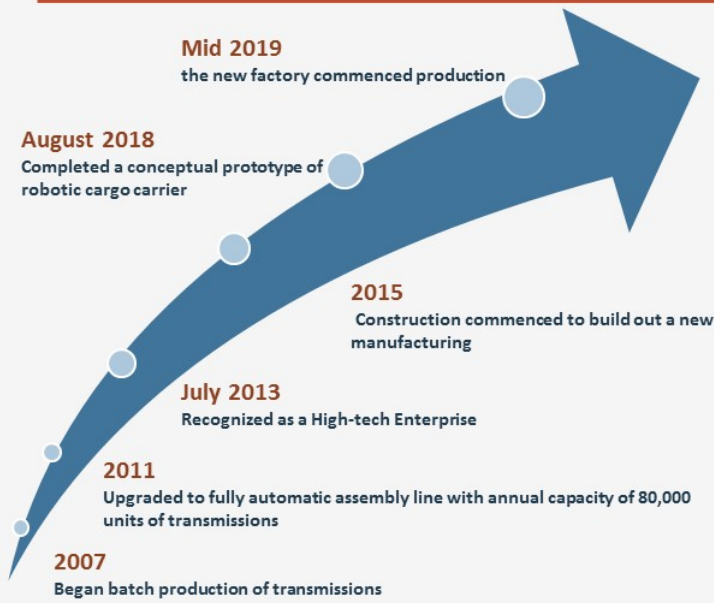 Mid 2019
the new factory commenced production
August 2018
Completed a conceptual prototype of
robotic cargo carrier
2015
Construction commenced to build out a new
manufacturing
July 2013
Recognized as a High-tech Enterprise
2011
Upgraded to fully automatic assembly line with annual capacity of 80,000
units of transmissions
2007
Began batch production of transmissions